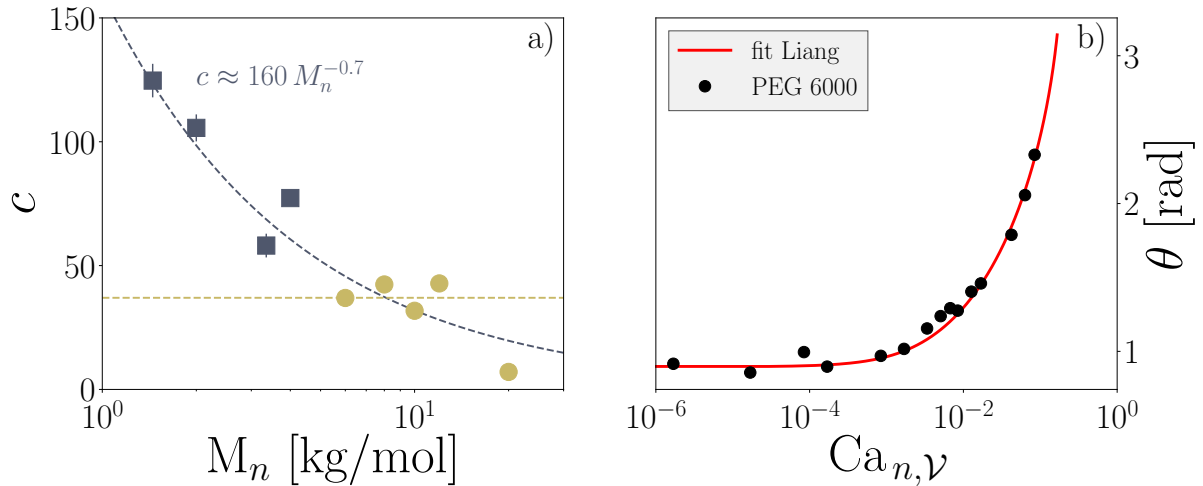 a)
c ≈ 160 M_n^{-0.7}
150
100
50
0
c
10^0
10^1
M_n [kg/mol]
b)
fit Liang
PEG 6000
3
2
1
θ [rad]
10^{-6}
10^{-4}
10^{-2}
10^0
Ca_{n,𝒱}